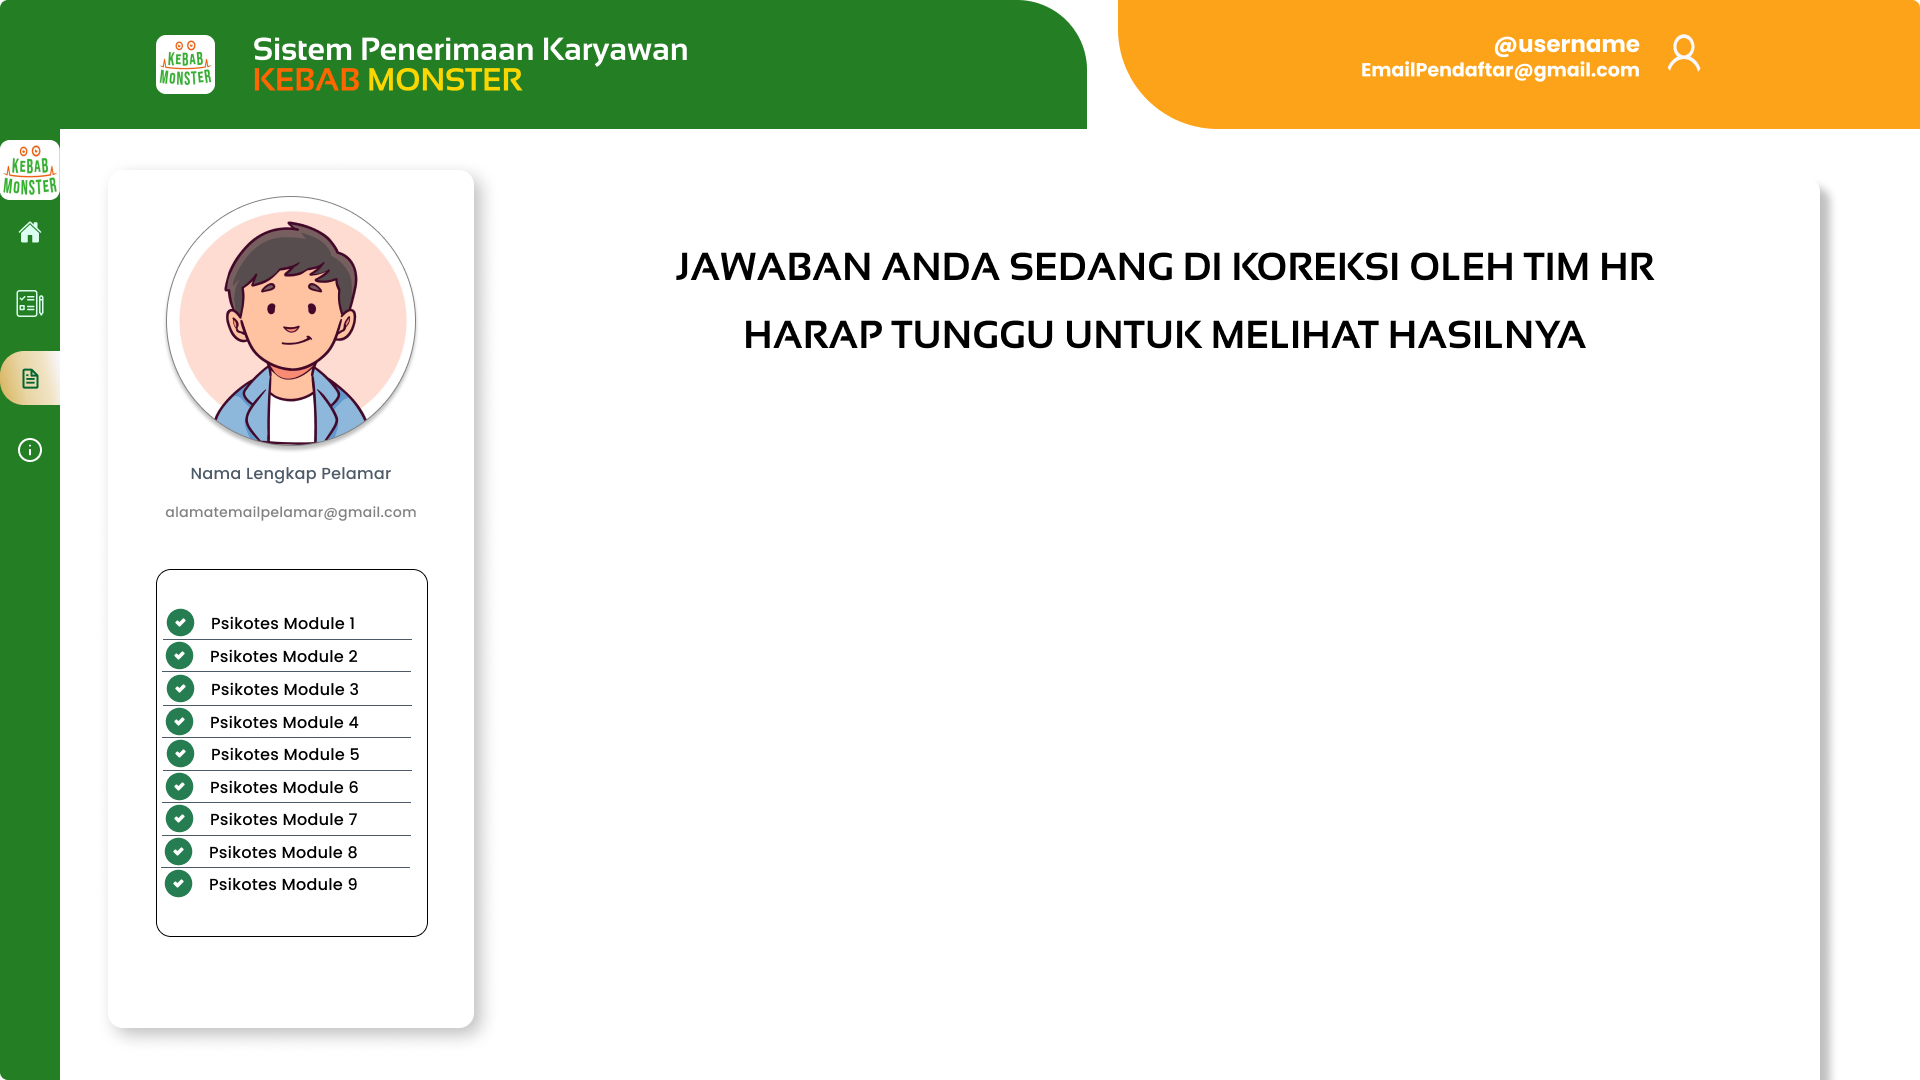 KEBAB
MONSTER
Sistem Penerimaan Karyawan
KEBAB MONSTER
@username
EmailPendaftar@gmail.com
KEBAB
MONSTER
Nama Lengkap Pelamar
alamatemailpelamar@gmail.com
Psikotes Module 1
Psikotes Module 2
Psikotes Module 3
Psikotes Module 4
Psikotes Module 5
Psikotes Module 6
Psikotes Module 7
Psikotes Module 8
Psikotes Module 9
JAWABAN ANDA SEDANG DI KOREKSI OLEH TIM HR
HARAP TUNGGU UNTUK MELIHAT HASILNYA